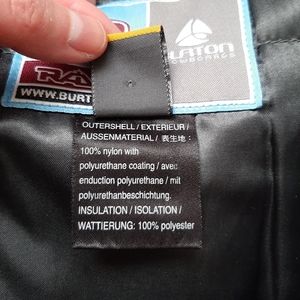 BURTON
SNOWBOARDS
WWW.BURT
OUTERSHELL / EXTERIEUR /
AUSSENMATERIAL / 表生地:
100% nylon with
polyurethane coating / avec
enduction polyurethane / mit
polyurethanbeschichtung.
INSULATION / ISOLATION /
WATTIERUNG: 100% polyester